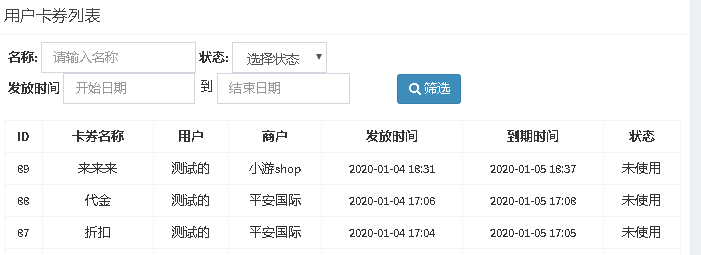 用户卡券列表
名称: 请输入名称 状态: 选择状态
发放时间 开始日期 到 结束日期 筛选
ID 卡券名称 用户 商户 发放时间 到期时间 状态
89 来来来 测试的 小游shop 2020-01-04 18:31 2020-01-05 18:37 未使用
88 代金 测试的 平安国际 2020-01-04 17:06 2020-01-05 17:08 未使用
87 折扣 测试的 平安国际 2020-01-04 17:04 2020-01-05 17:05 未使用